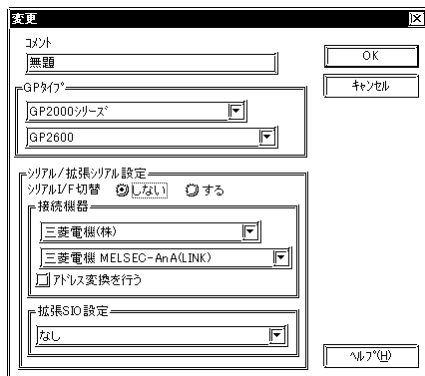 変更
コメント
無題
OK
キャンセル
GPタイプ
GP2000シリーズ
GP2600
シリアル/拡張シリアル設定
シリアルI/F切替 しない する
接続機器
三菱電機(株)
三菱電機 MELSEC-AnA(LINK)
アドレス変換を行う
拡張SIO設定
なし
ヘルプ(H)